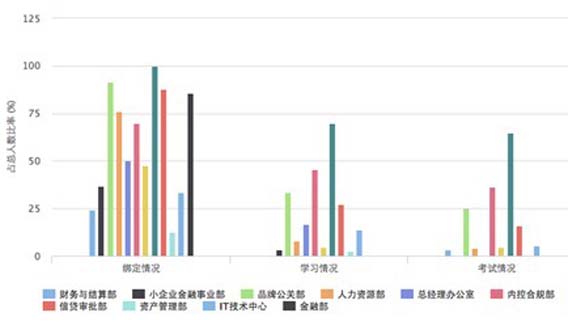 125
100
75
50
25
0
占总人数比率 (%)
绑定情况 学习情况 考试情况
财务与结算部 小企业金融事业部 品牌公关部 人力资源部 总经理办公室 内控合规部
信贷审批部 资产管理部 IT技术中心 金融部